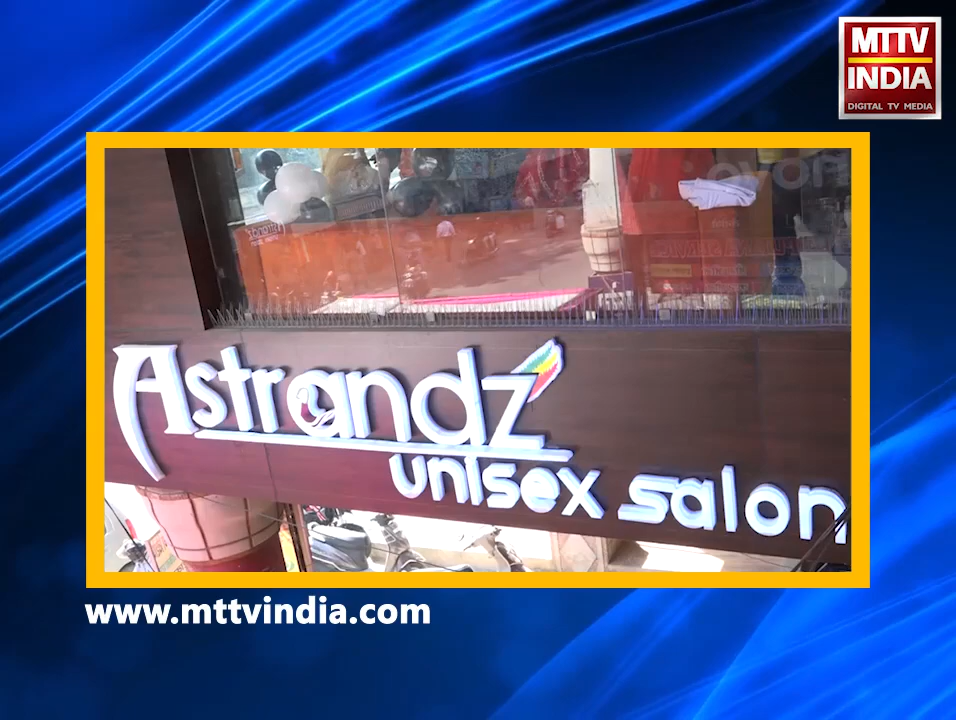 MTTV
INDIA
DIGITAL TV MEDIA
Astrandz
unisex salon
www.mttvindia.com